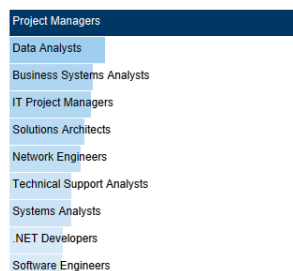 Project Managers
Data Analysts
Business Systems Analysts
IT Project Managers
Solutions Architects
Network Engineers
Technical Support Analysts
Systems Analysts
.NET Developers
Software Engineers